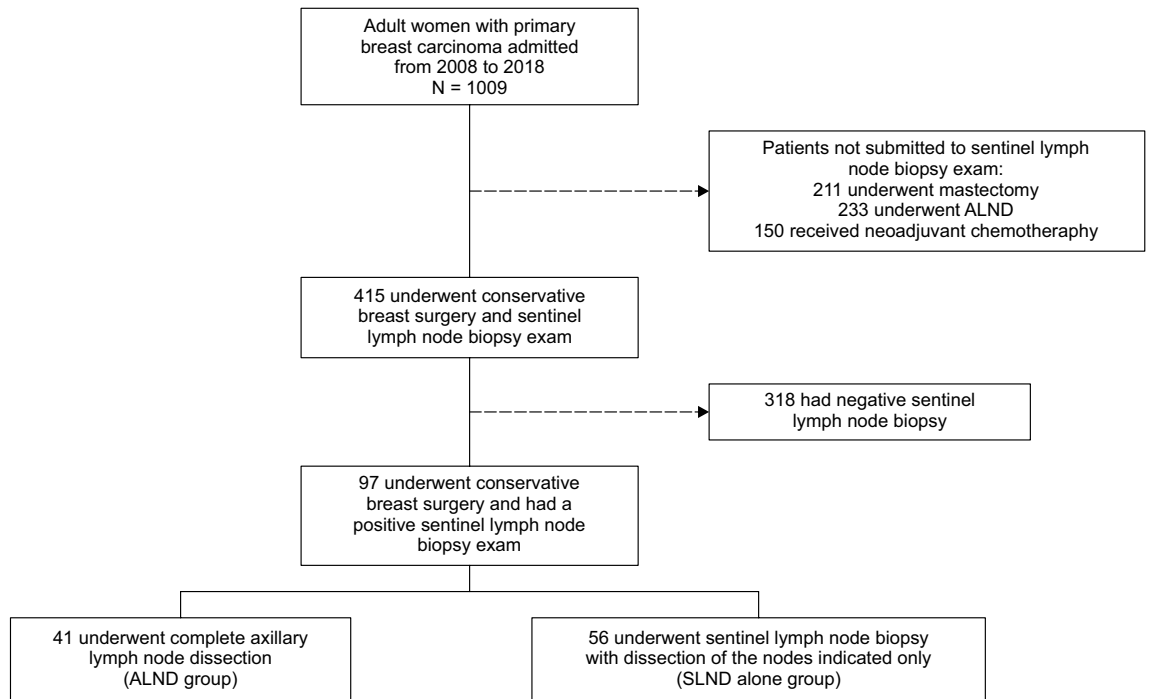 Adult women with primary
breast carcinoma admitted
from 2008 to 2018
N = 1009
Patients not submitted to sentinel lymph
node biopsy exam:
211 underwent mastectomy
233 underwent ALND
150 received neoadjuvant chemotheraphy
415 underwent conservative
breast surgery and sentinel
lymph node biopsy exam
318 had negative sentinel
lymph node biopsy
97 underwent conservative
breast surgery and had a
positive sentinel lymph node
biopsy exam
41 underwent complete axillary
lymph node dissection
(ALND group)
56 underwent sentinel lymph node biopsy
with dissection of the nodes indicated only
(SLND alone group)